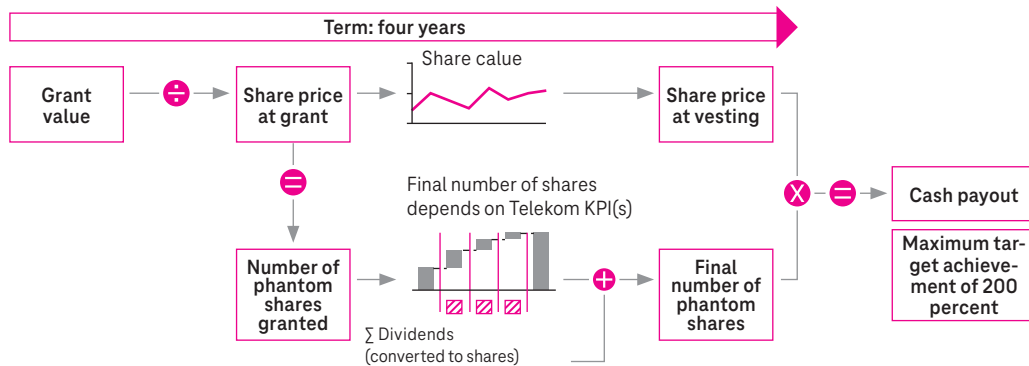 Term: four years
Share calue
Grant
value
÷
Share price
at grant
Share price
at vesting
=
Final number of shares
depends on Telekom KPI(s)
X
=
Cash payout
Number of
phantom
shares
granted
+
Final
number of
phantom
shares
Maximum tar-
get achieve-
ment of 200
percent
∑ Dividends
(converted to shares)